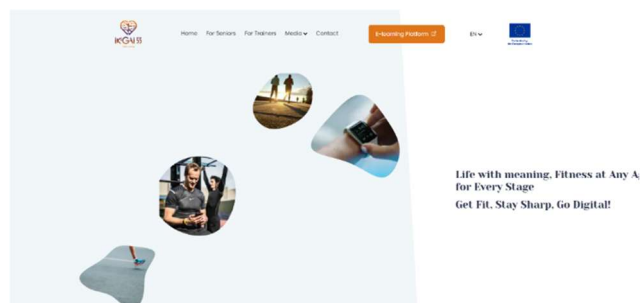 Home For Seniors For Trainers Media Contact E-learning Platform EN
Life with meaning, Fitness at Any
for Every Stage
Get Fit, Stay Sharp, Go Digital!